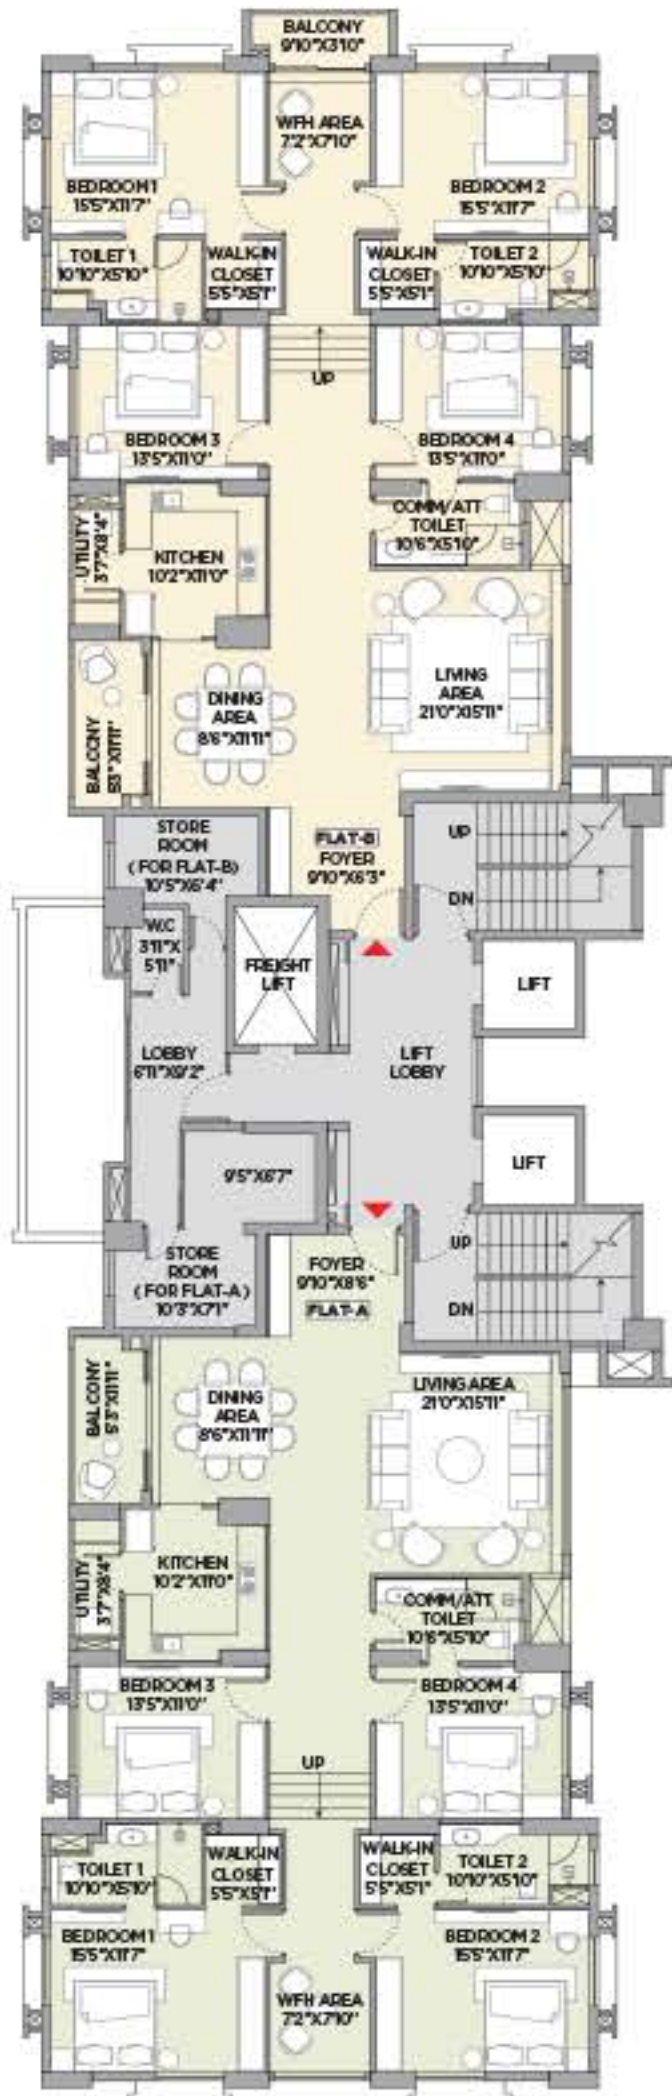 BALCONY
9'10"X3'10"
WFH AREA
7'2"X7'10"
BEDROOM 1
15'5"X11'7"
BEDROOM 2
15'5"X11'7"
TOILET 1
10'10"X5'10"
WALK-IN
CLOSET
5'5"X5'1"
WALK-IN
CLOSET
5'5"X5'1"
TOILET 2
10'10"X5'10"
UP
BEDROOM 3
13'5"X11'0"
BEDROOM 4
13'5"X11'0"
COMM/ATT
TOILET
10'6"X5'10"
UTILITY
3'7"X8'4"
KITCHEN
10'2"X11'0"
LIVING
AREA
21'0"X15'11"
DINING
AREA
8'6"X11'11"
BALCONY
5'3"X11'11"
STORE
ROOM
( FOR FLAT-B)
10'5"X6'4"
FLAT-B
FOYER
9'10"X6'3"
UP
DN
W.C
3'11"X
5'11"
FREIGHT
LIFT
LIFT
LOBBY
6'11"X9'2"
LIFT
LOBBY
LIFT
9'5"X6'7"
STORE
ROOM
( FOR FLAT-A)
10'3"X7'1"
FOYER
9'10"X8'6"
FLAT-A
UP
DN
BALCONY
5'3"X11'11"
DINING
AREA
8'6"X11'11"
LIVING AREA
21'0"X15'11"
UTILITY
3'7"X8'4"
KITCHEN
10'2"X11'0"
COMM/ATT
TOILET
10'6"X5'10"
BEDROOM 3
13'5"X11'0"
BEDROOM 4
13'5"X11'0"
UP
TOILET 1
10'10"X5'10"
WALK-IN
CLOSET
5'5"X5'1"
WALK-IN
CLOSET
5'5"X5'1"
TOILET 2
10'10"X5'10"
BEDROOM 1
15'5"X11'7"
BEDROOM 2
15'5"X11'7"
WFH AREA
7'2"X7'10"